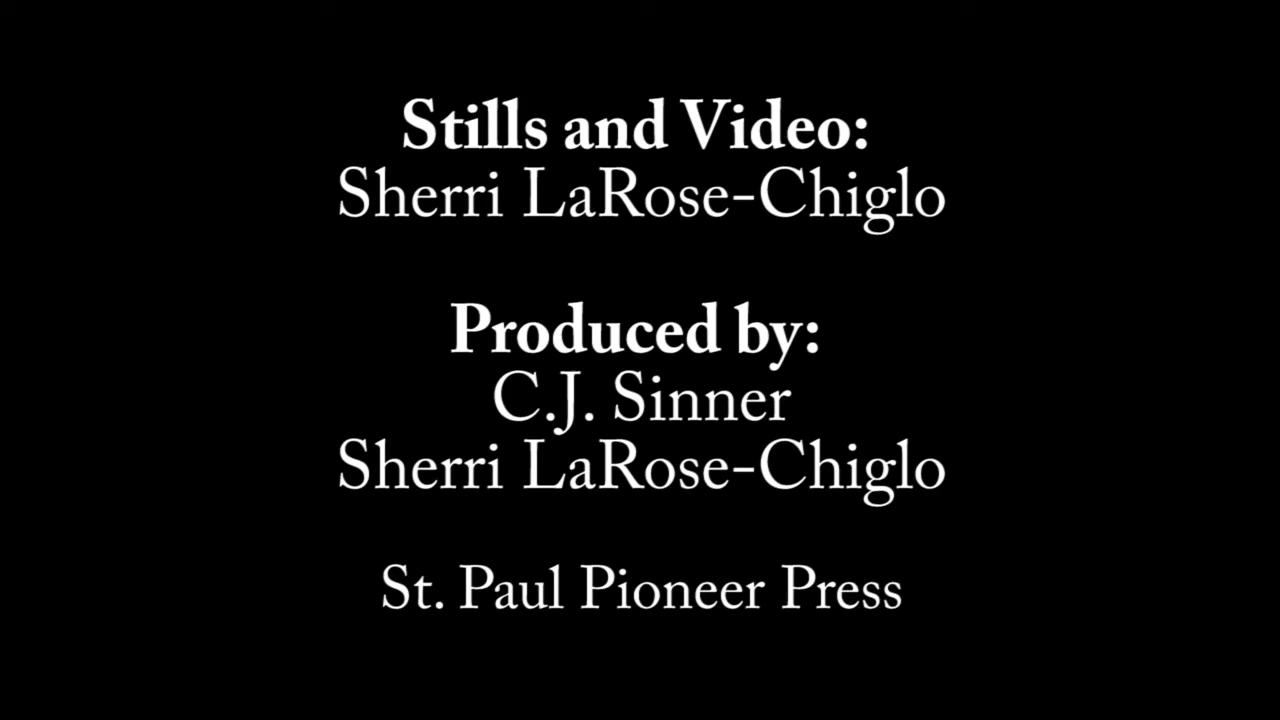 Stills and Video:
Sherri LaRose-Chiglo
Produced by:
C.J. Sinner
Sherri LaRose-Chiglo
St. Paul Pioneer Press